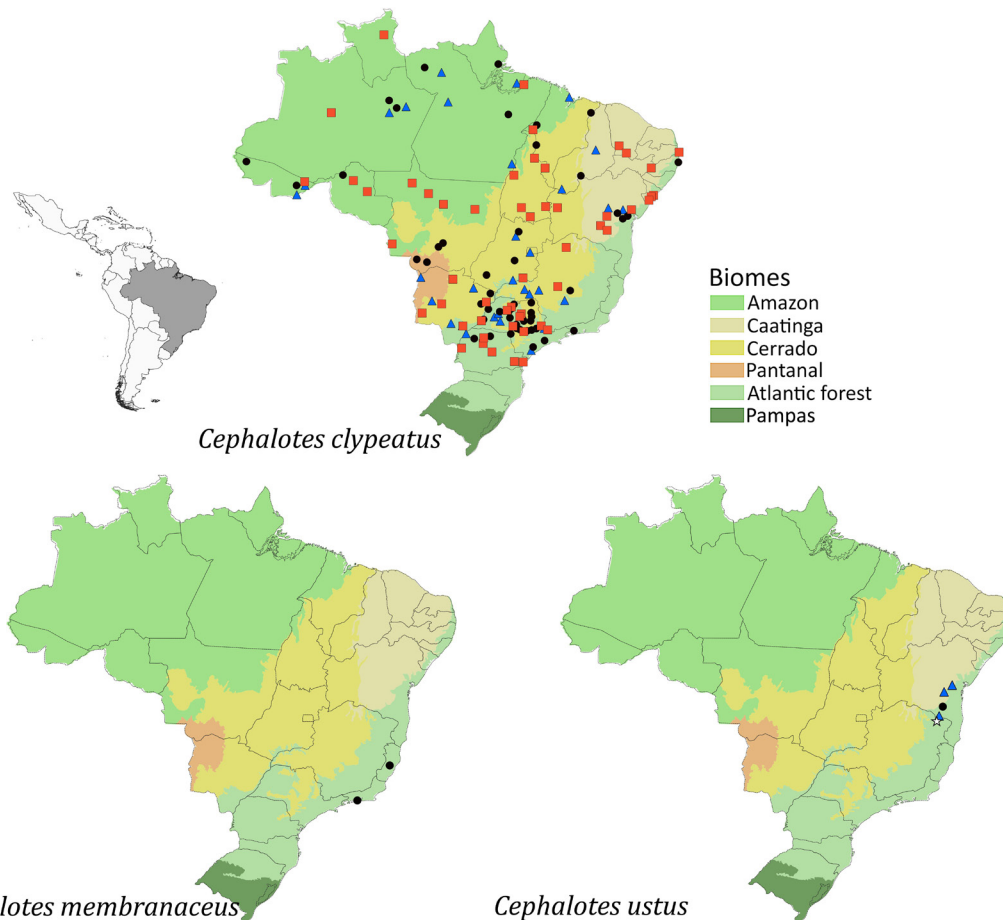 Biomes
Amazon
Caatinga
Cerrado
Pantanal
Atlantic forest
Pampas
Cephalotes clypeatus
lotes membranaceus
Cephalotes ustus